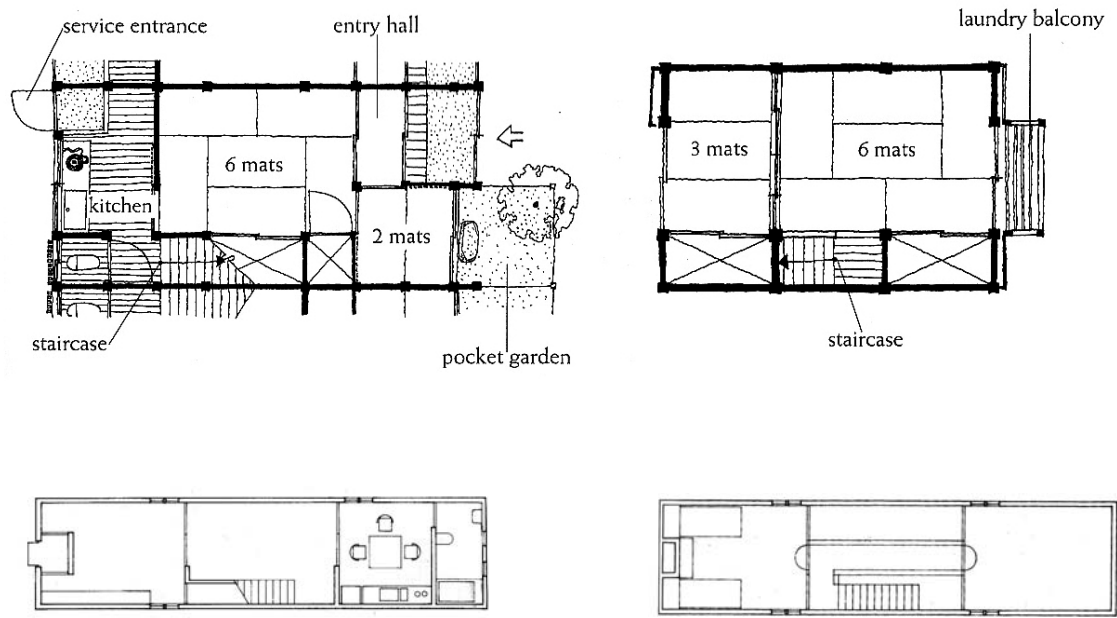 service entrance
entry hall
laundry balcony
6 mats
kitchen
2 mats
3 mats
6 mats
staircase
pocket garden
staircase